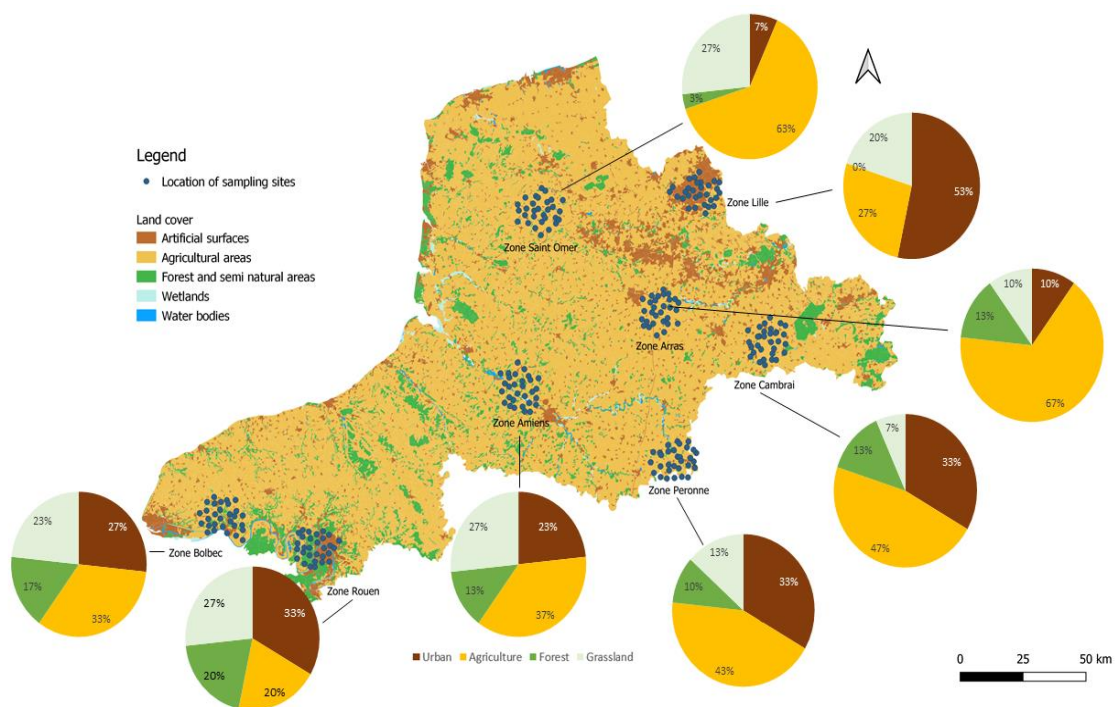 7%
27%
3%
63%
20%
0%
53%
27%
Legend
Location of sampling sites
Land cover
Artificial surfaces
Agricultural areas
Forest and semi natural areas
Wetlands
Water bodies
Zone Lille
Zone Saint Omer
10%
10%
13%
67%
Zone Arras
Zone Cambrai
Zone Amiens
7%
13%
33%
47%
Zone Peronne
23%
27%
17%
33%
Zone Bolbec
27%
23%
13%
37%
13%
33%
10%
43%
Zone Rouen
27%
33%
20%
20%
Urban Agriculture Forest Grassland
0 25 50 km